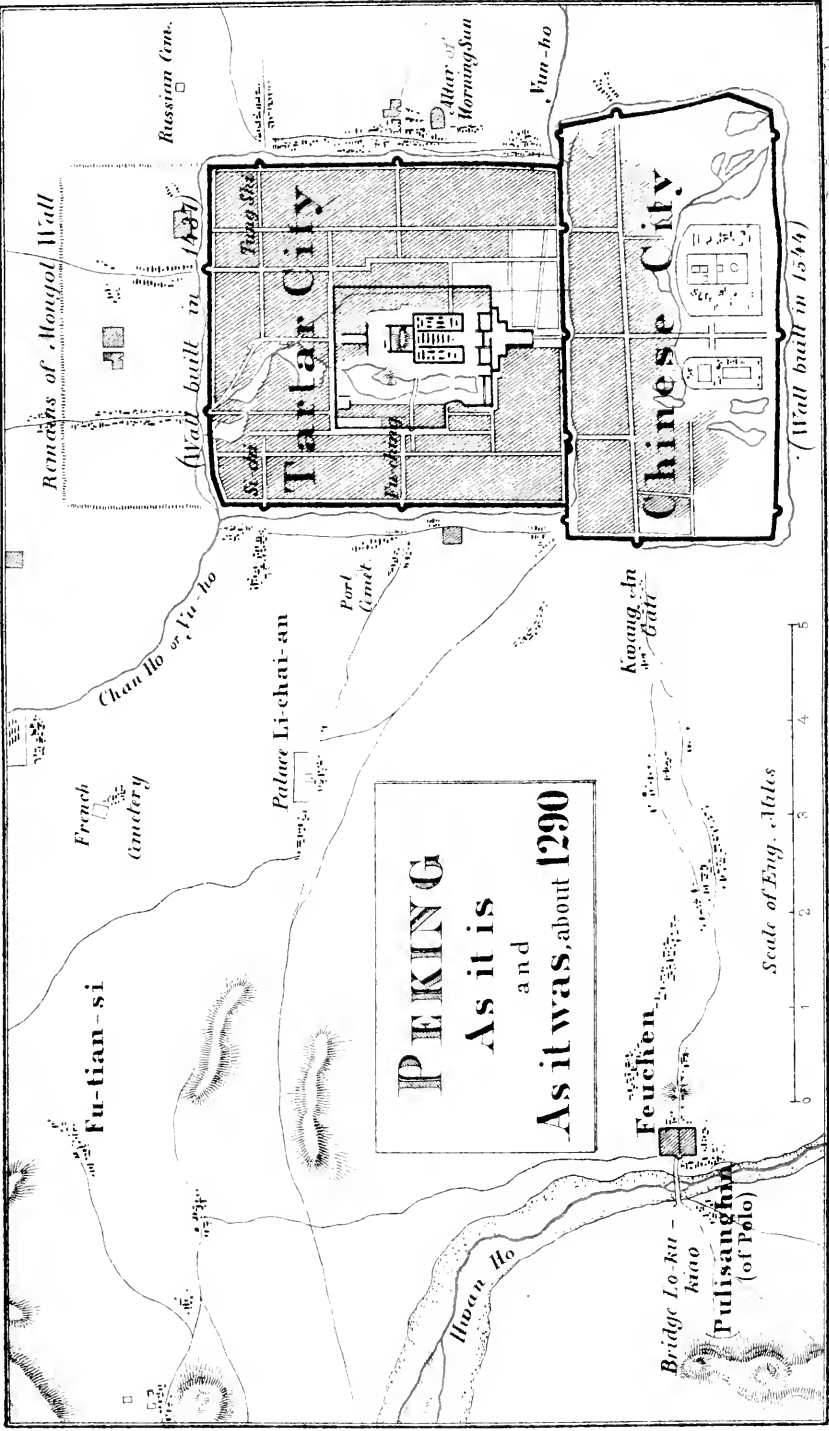 PEKING
As it is
and
As it was, about 1290
Remains of Mongol Wall
Russian Cem.
(Wall built in 1437)
Altar of
Morning Sun
Yun-ho
Tung Shi
Tartar City
Si-chi
Fu-ching
Chinese City
(Wall built in 1544)
Chan Ho or Yu-ho
Port
Cemet.
Kwang An
Gate
French
Cemetery
Palace Li-chai-an
Fu-tian-si
Feuchen
Hwan Ho
Bridge Lo-ku-
kiao
(Pulisanghin
(of Polo)
0 1 2 3 4 5
Scale of Eng. Miles